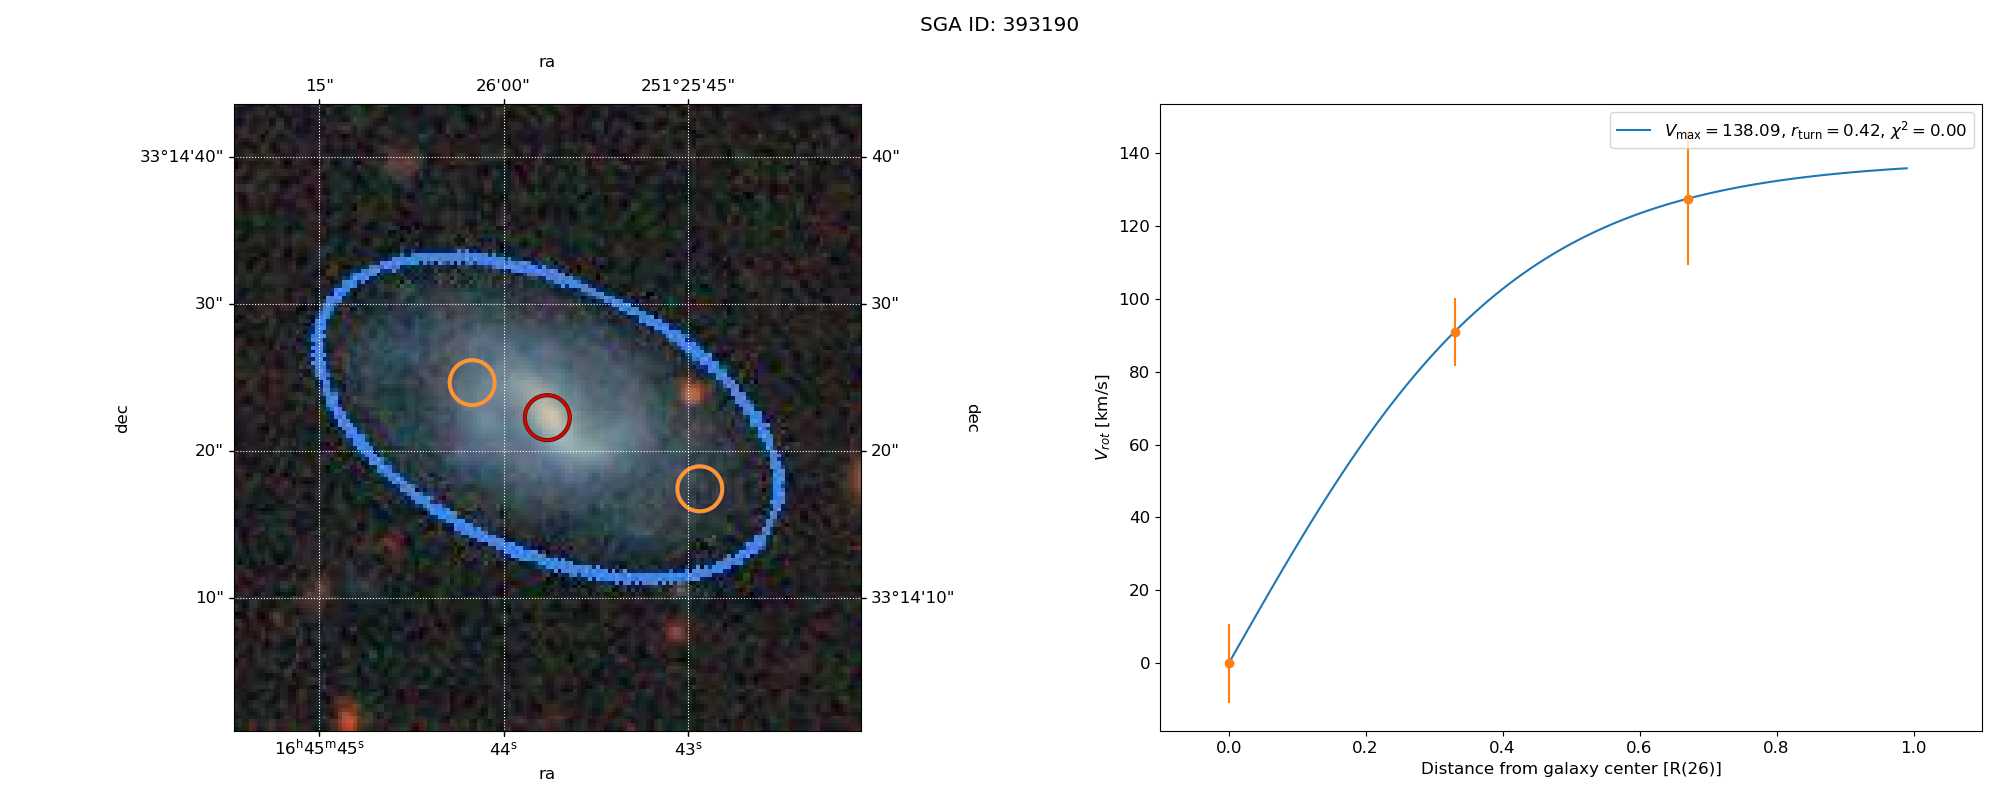 SGA ID: 393190
ra
15" 26'00" 251°25'45"
33°14'40" 40"
30" 30"
20" 20"
10" 33°14'10"
dec
dec
16ʰ45ᵐ45ˢ 44ˢ 43ˢ
ra
V_max = 138.09, r_turn = 0.42, χ² = 0.00
140
120
100
80
60
40
20
0
V_rot [km/s]
0.0 0.2 0.4 0.6 0.8 1.0
Distance from galaxy center [R(26)]